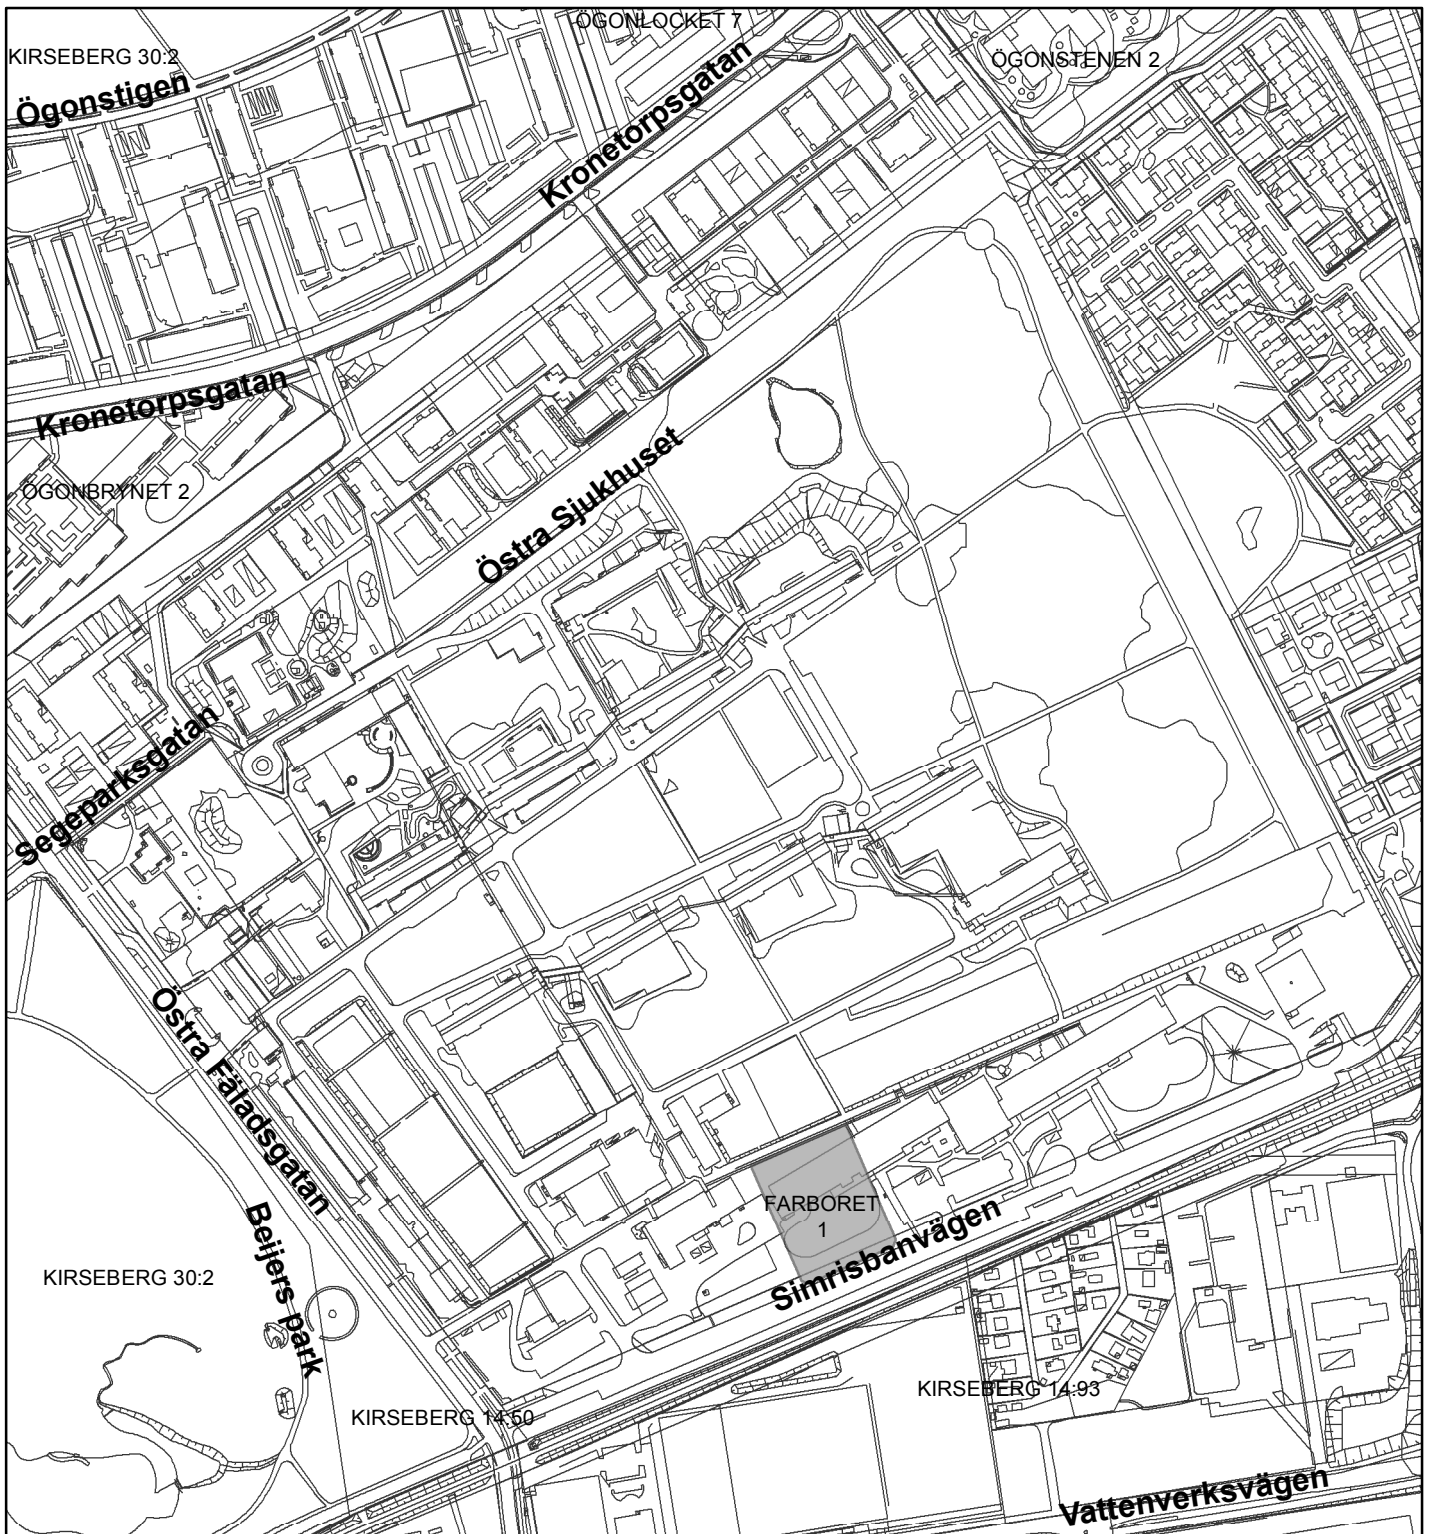 ÖGONLOCKET 7
KIRSEBERG 30:2
ÖGONSTENEN 2
Ögonstigen
Kronetorpsgatan
Kronetorpsgatan
ÖGONBRYNET 2
Östra Sjukhuset
Segeparksgatan
Östra Fäladsgatan
FARBORET
1
Simrisbanvägen
Beijers park
KIRSEBERG 30:2
KIRSEBERG 14:93
KIRSEBERG 14:50
Vattenverksvägen